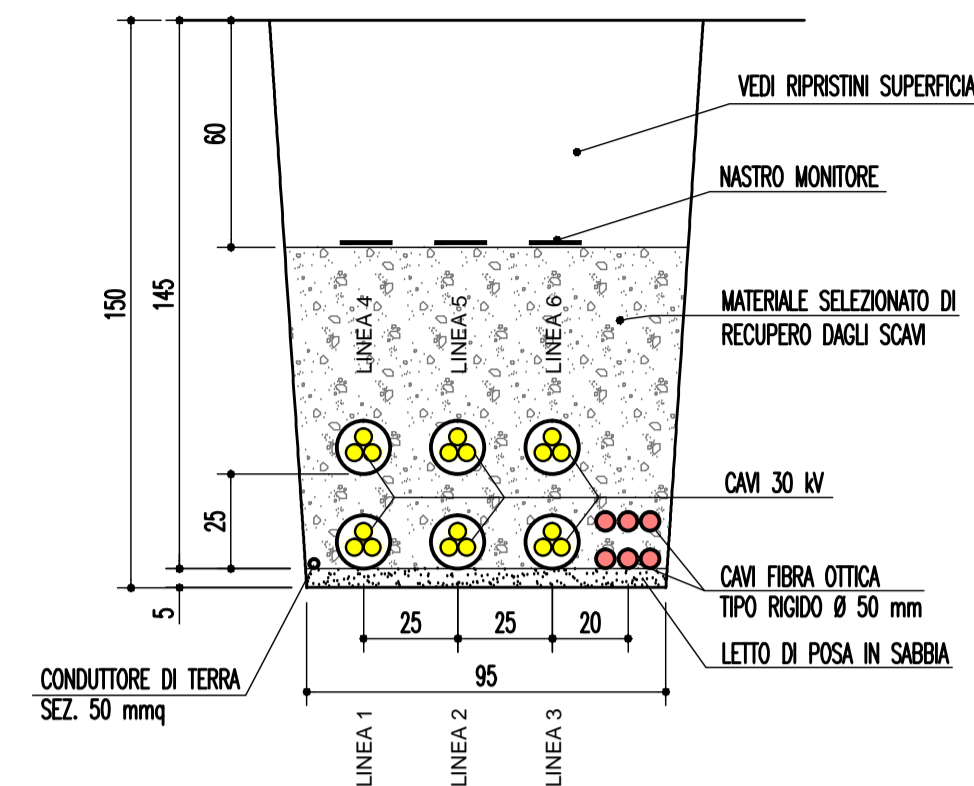 VEDI RIPRISTINI SUPERFICIA
60
NASTRO MONITORE
150
145
LINEA 4
LINEA 5
LINEA 6
MATERIALE SELEZIONATO DI
RECUPERO DAGLI SCAVI
CAVI 30 kV
25
CAVI FIBRA OTTICA
TIPO RIGIDO Ø 50 mm
5
25
25
20
LETTO DI POSA IN SABBIA
CONDUTTORE DI TERRA
SEZ. 50 mmq
95
LINEA 1
LINEA 2
LINEA 3